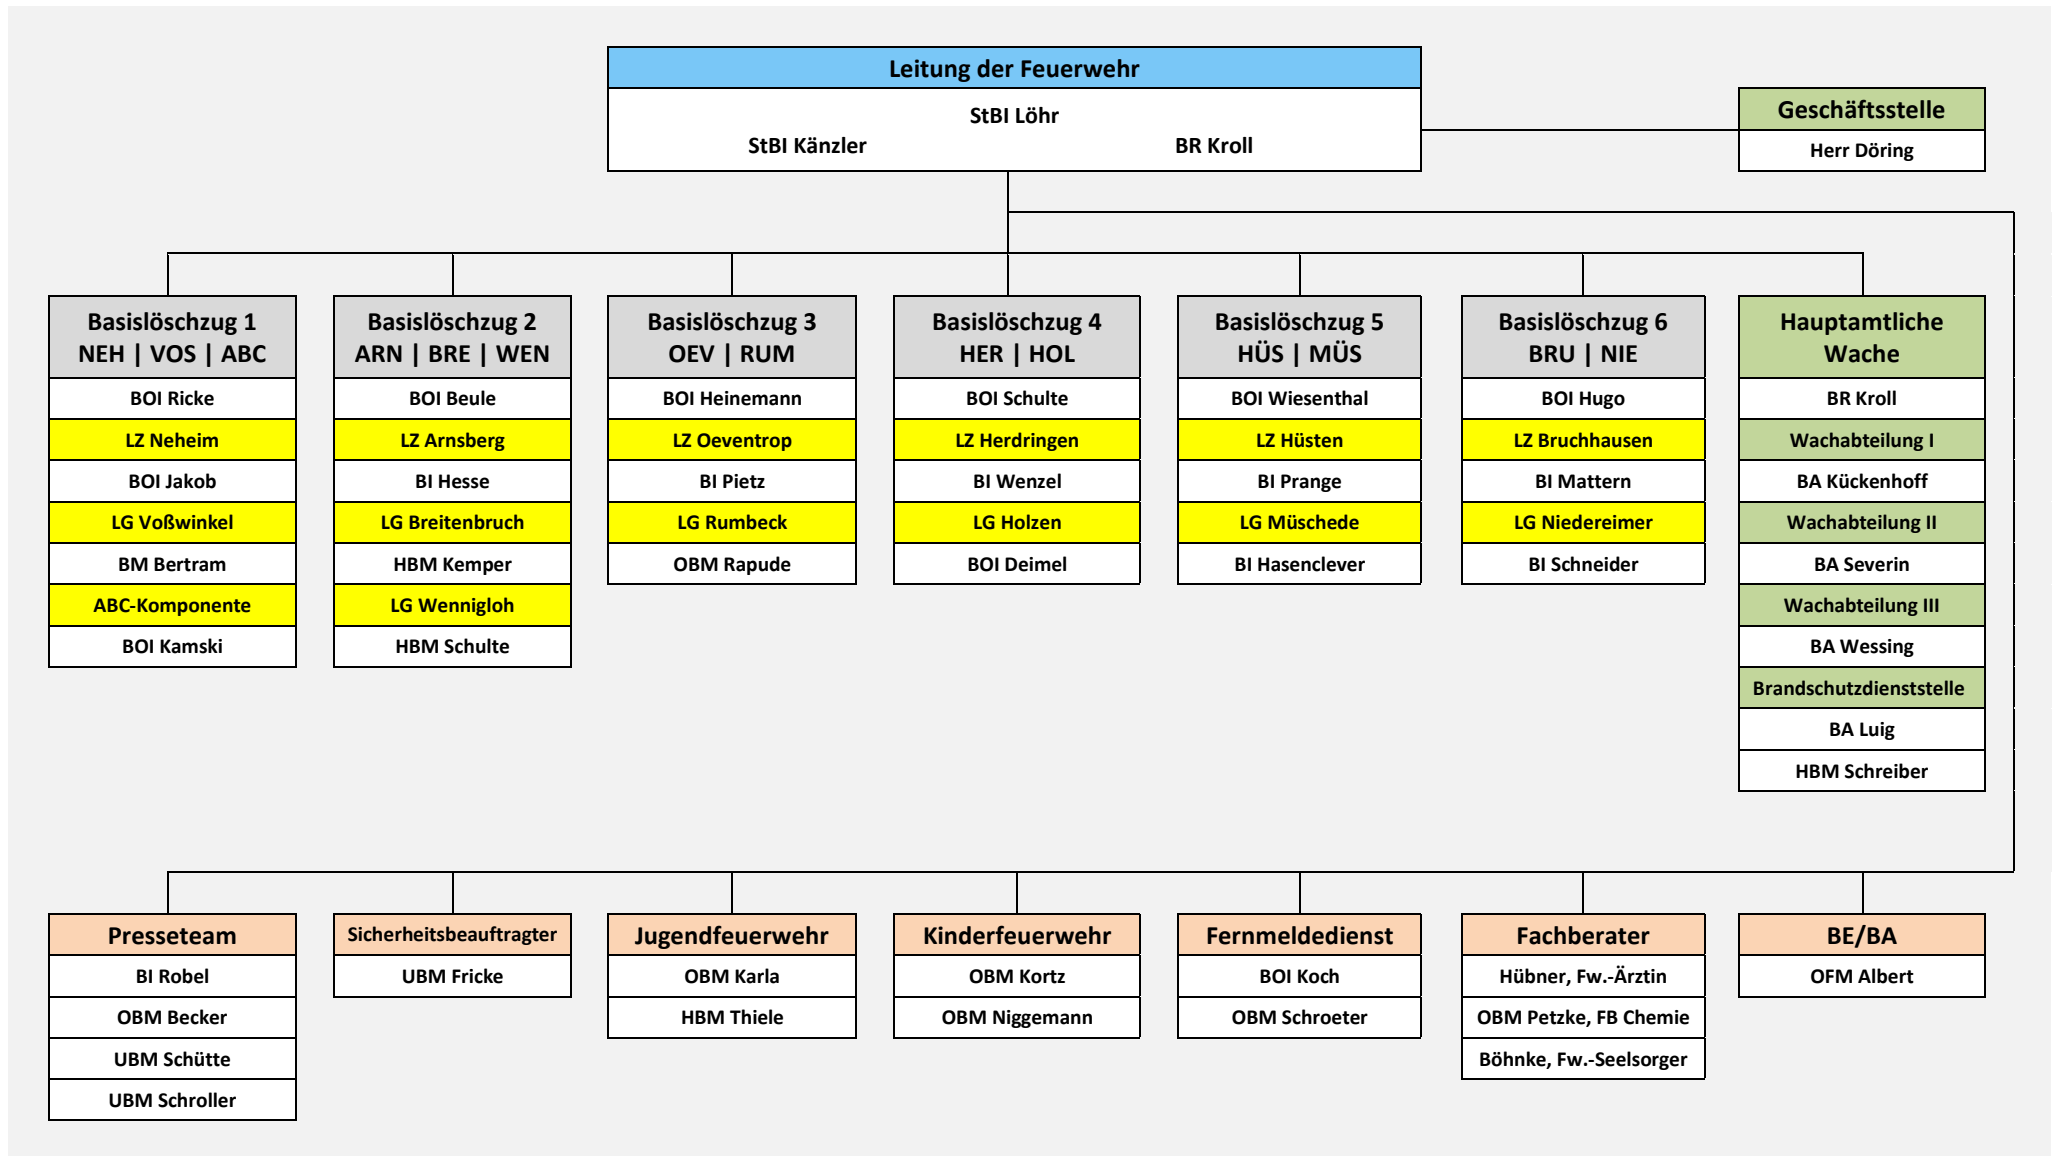 Leitung der Feuerwehr
StBI Löhr
StBI Känzler
BR Kroll
Geschäftsstelle
Herr Döring
Basislöschzug 1
NEH | VOS | ABC
BOI Ricke
LZ Neheim
BOI Jakob
LG Voßwinkel
BM Bertram
ABC-Komponente
BOI Kamski
Basislöschzug 2
ARN | BRE | WEN
BOI Beule
LZ Arnsberg
BI Hesse
LG Breitenbruch
HBM Kemper
LG Wennigloh
HBM Schulte
Basislöschzug 3
OEV | RUM
BOI Heinemann
LZ Oeventrop
BI Pietz
LG Rumbeck
OBM Rapude
Basislöschzug 4
HER | HOL
BOI Schulte
LZ Herdringen
BI Wenzel
LG Holzen
BOI Deimel
Basislöschzug 5
HÜS | MÜS
BOI Wiesenthal
LZ Hüsten
BI Prange
LG Müschede
BI Hasenclever
Basislöschzug 6
BRU | NIE
BOI Hugo
LZ Bruchhausen
BI Mattern
LG Niedereimer
BI Schneider
Hauptamtliche
Wache
BR Kroll
Wachabteilung I
BA Kückenhoff
Wachabteilung II
BA Severin
Wachabteilung III
BA Wessing
Brandschutzdienststelle
BA Luig
HBM Schreiber
Presseteam
BI Robel
OBM Becker
UBM Schütte
UBM Schroller
Sicherheitsbeauftragter
UBM Fricke
Jugendfeuerwehr
OBM Karla
HBM Thiele
Kinderfeuerwehr
OBM Kortz
OBM Niggemann
Fernmeldedienst
BOI Koch
OBM Schroeter
Fachberater
Hübner, Fw.-Ärztin
OBM Petzke, FB Chemie
Böhnke, Fw.-Seelsorger
BE/BA
OFM Albert